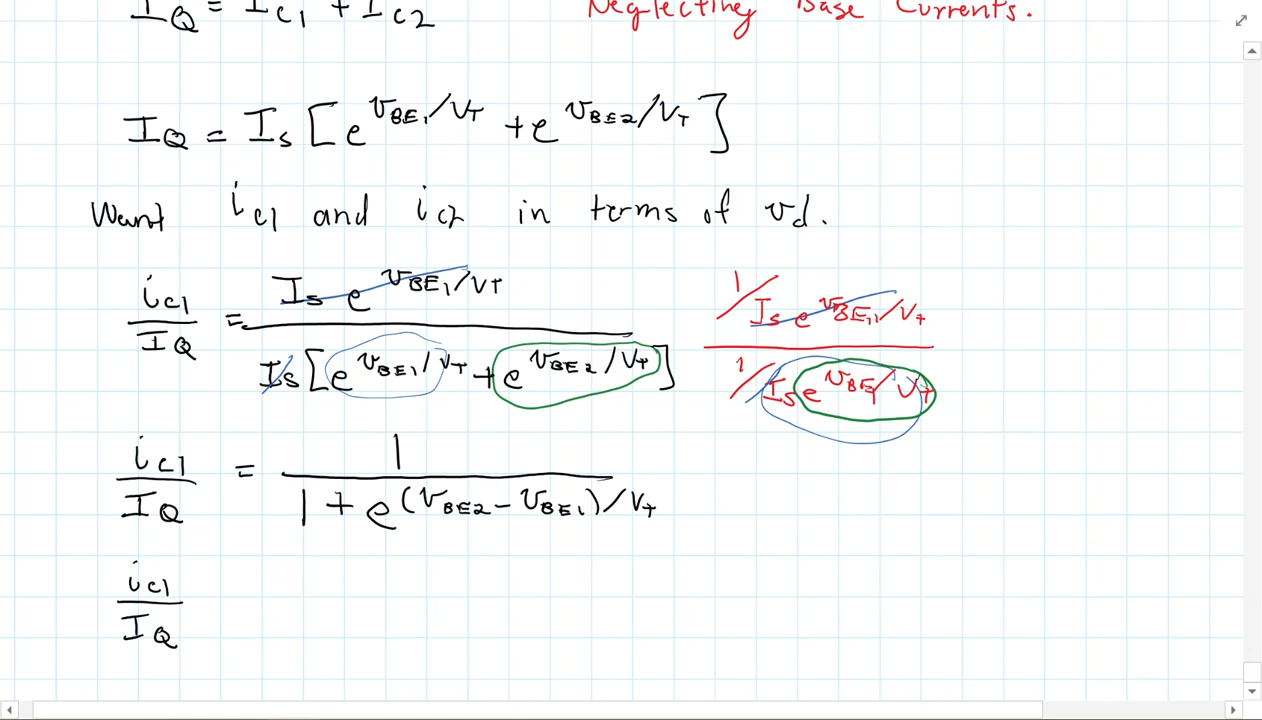 I_Q = I_C1 + I_C2 Neglecting Base Currents.
I_Q = I_S [ e^(v_BE1/V_T) + e^(v_BE2/V_T) ]
Want i_C1 and i_C2 in terms of v_d.
i_C1/I_Q = I_S e^(v_BE1/V_T) / I_S [ e^(v_BE1/V_T) + e^(v_BE2/V_T) ]
1/I_S e^(v_BE1/V_T) / 1/I_S e^(v_BE1/V_T)
i_C1/I_Q = 1 / 1 + e^((v_BE2 - v_BE1)/V_T)
i_C1/I_Q